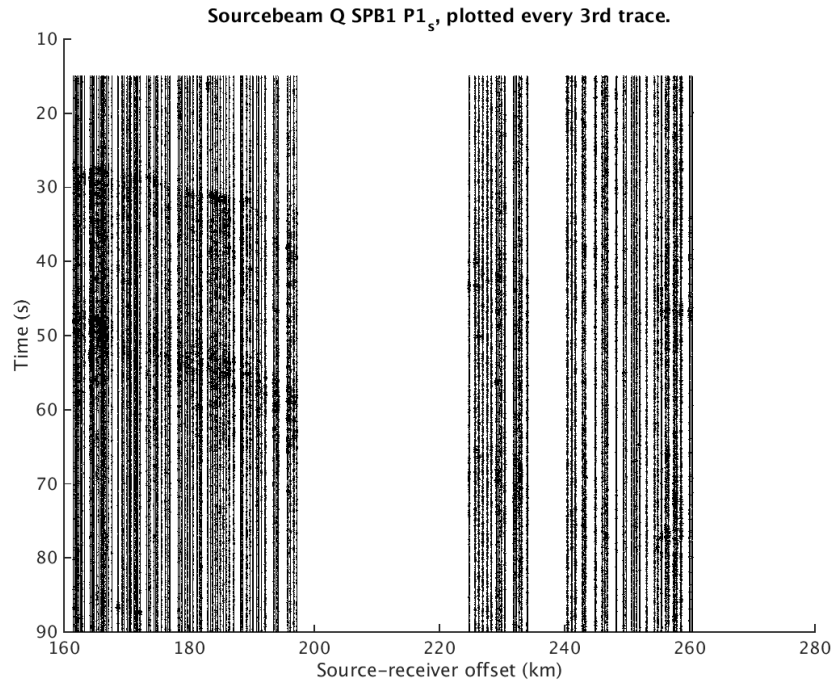 Sourcebeam Q SPB1 P1s, plotted every 3rd trace.
10
20
30
40
50
60
70
80
90
Time (s)
160 180 200 220 240 260 280
Source-receiver offset (km)